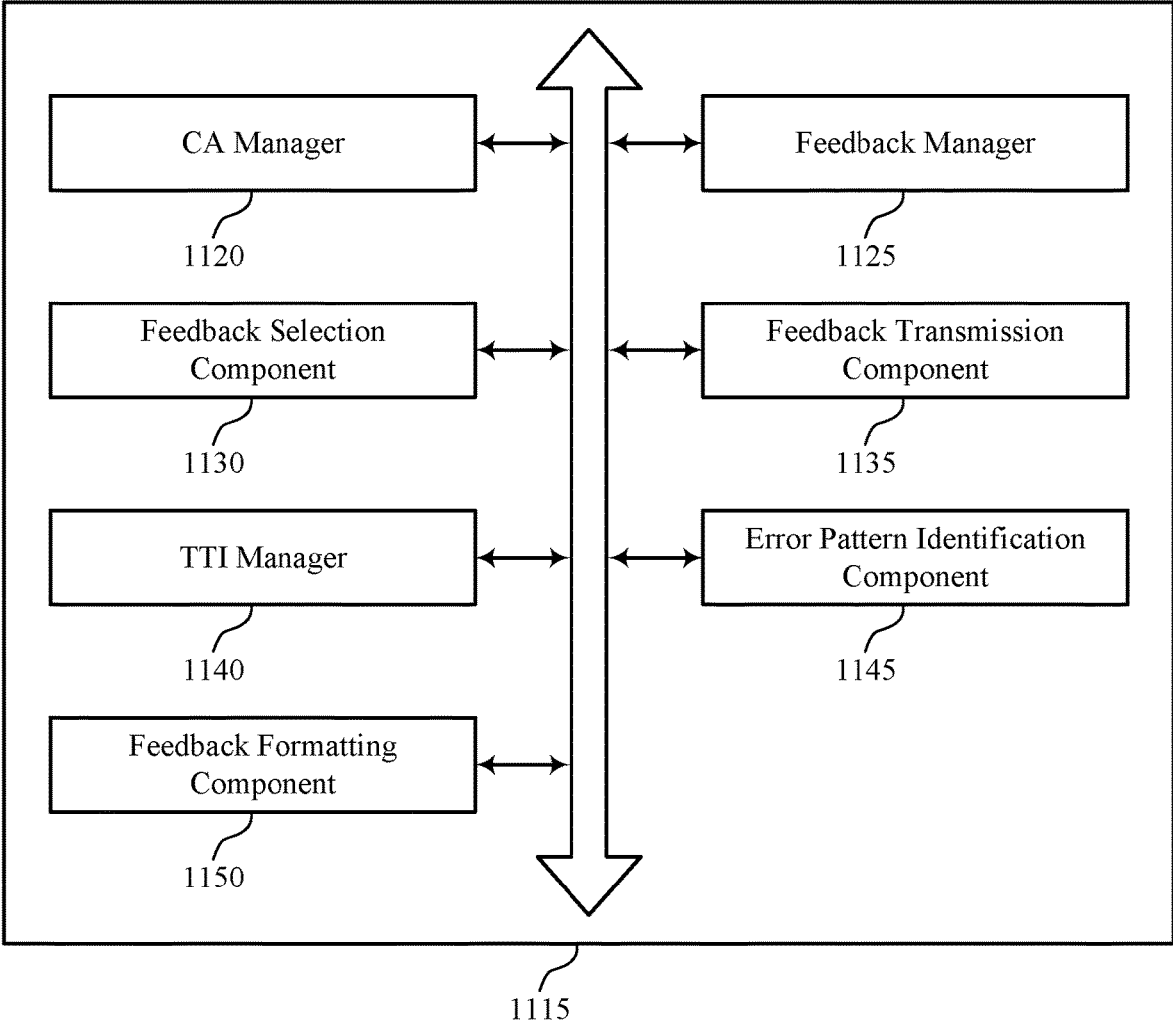 CA Manager
Feedback Manager
1120
1125
Feedback Selection
Component
Feedback Transmission
Component
1130
1135
TTI Manager
Error Pattern Identification
Component
1140
1145
Feedback Formatting
Component
1150
1115